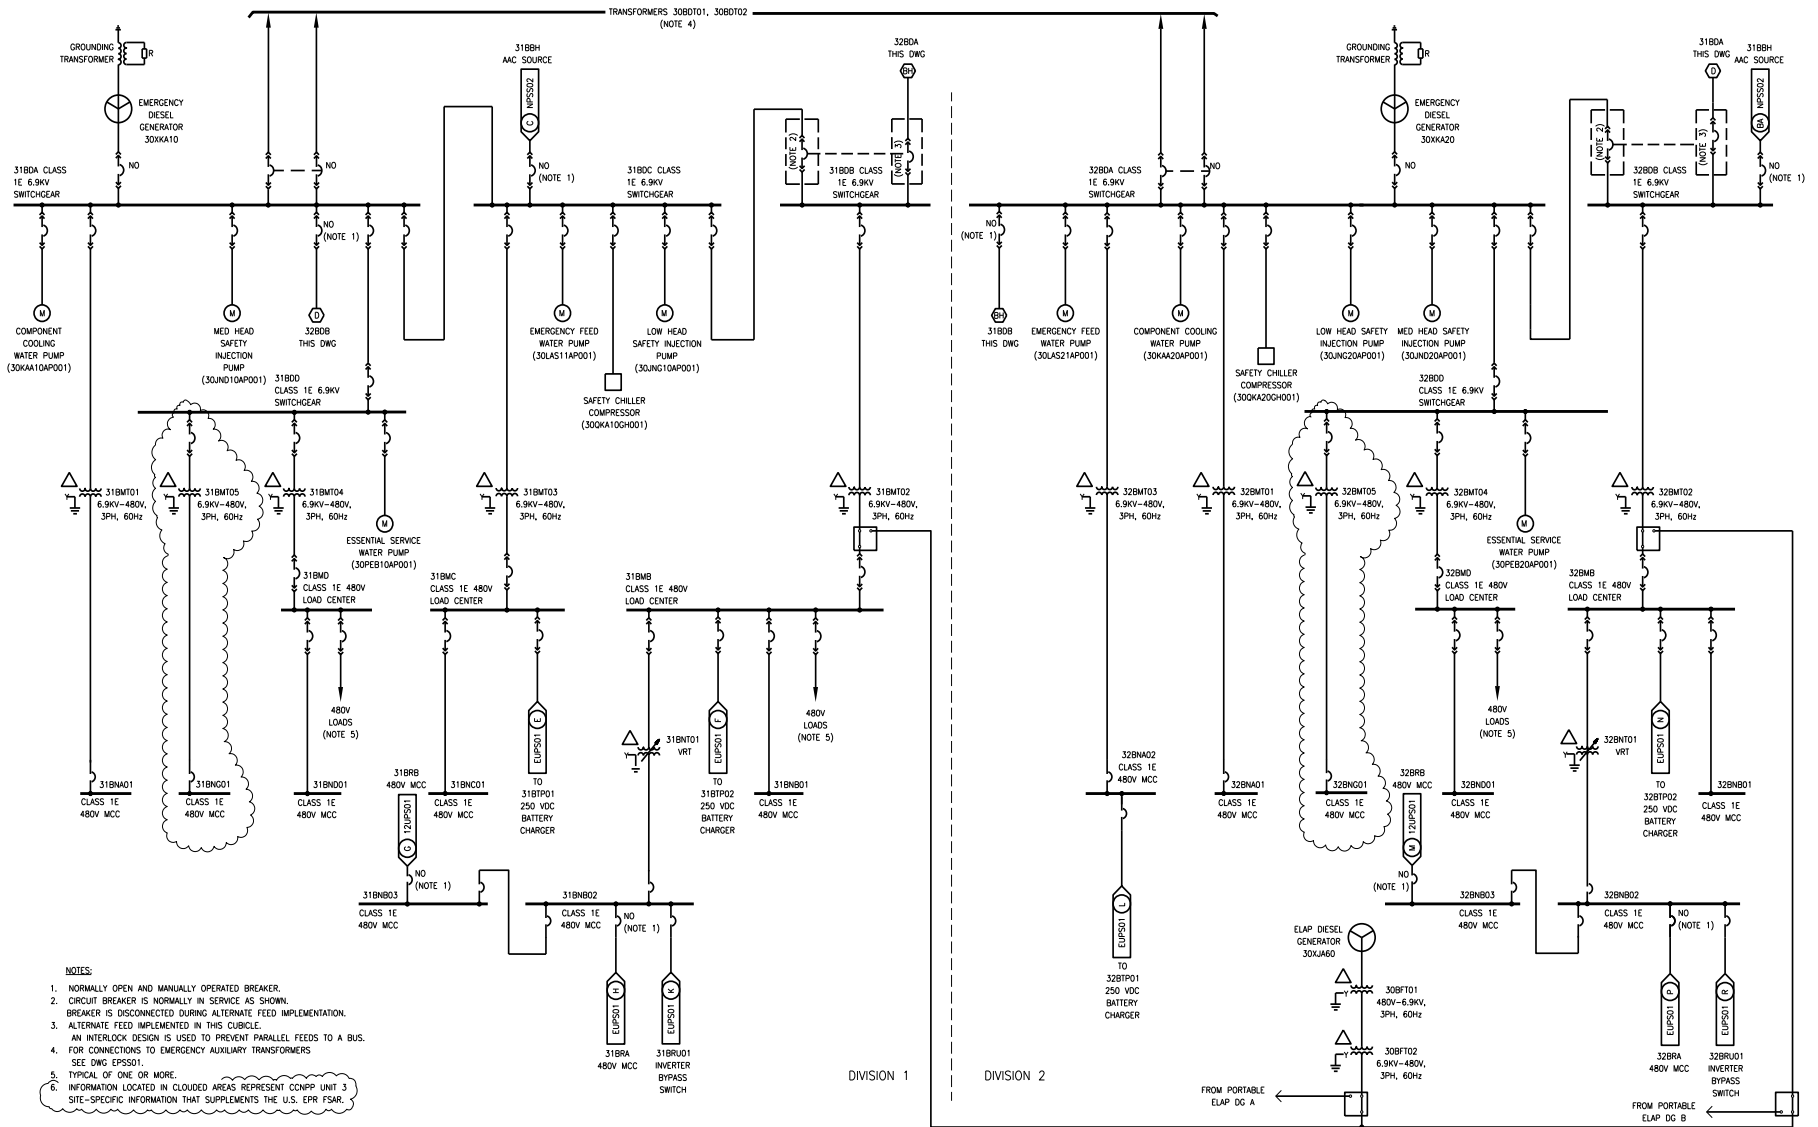 TRANSFORMERS 30BDT01, 30BDT02
(NOTE 4)
GROUNDING
TRANSFORMER
R
EMERGENCY
DIESEL
GENERATOR
30XKA10
NO
31BDA CLASS
1E 6.9KV
SWITCHGEAR
NO
31BBH
AAC SOURCE
C NIPSS02
NO
(NOTE 1)
31BDC CLASS
1E 6.9KV
SWITCHGEAR
32BDA
THIS DWG
BH
(NOTE 2)
(NOTE 3)
31BDB CLASS
1E 6.9KV
SWITCHGEAR
32BDA CLASS
1E 6.9KV
SWITCHGEAR
NO
GROUNDING
TRANSFORMER
R
EMERGENCY
DIESEL
GENERATOR
30XKA20
NO
31BDA
THIS DWG
D
31BBH
AAC SOURCE
BA NIPSS02
(NOTE 2)
(NOTE 3)
32BDB CLASS
1E 6.9KV
SWITCHGEAR
NO
(NOTE 1)
M
COMPONENT
COOLING
WATER PUMP
(30KAA10AP001)
M
MED HEAD
SAFETY
INJECTION
PUMP
(30JND10AP001)
NO
(NOTE 1)
D
32BDB
THIS DWG
M
EMERGENCY FEED
WATER PUMP
(30LAS11AP001)
SAFETY CHILLER
COMPRESSOR
(30QKA10GH001)
M
LOW HEAD
SAFETY INJECTION
PUMP
(30JNG10AP001)
NO
(NOTE 1)
BH
31BDB
THIS DWG
M
EMERGENCY FEED
WATER PUMP
(30LAS21AP001)
M
COMPONENT COOLING
WATER PUMP
(30KAA20AP001)
SAFETY CHILLER
COMPRESSOR
(30QKA20GH001)
M
LOW HEAD SAFETY
INJECTION PUMP
(30JNG20AP001)
M
MED HEAD SAFETY
INJECTION PUMP
(30JND20AP001)
31BDD
CLASS 1E 6.9KV
SWITCHGEAR
32BDD
CLASS 1E 6.9KV
SWITCHGEAR
Y
31BMT01
6.9KV-480V,
3PH, 60Hz
Y
31BMT05
6.9KV-480V,
3PH, 60Hz
Y
31BMT04
6.9KV-480V,
3PH, 60Hz
M
ESSENTIAL SERVICE
WATER PUMP
(30PEB10AP001)
Y
31BMT03
6.9KV-480V,
3PH, 60Hz
Y
31BMT02
6.9KV-480V,
3PH, 60Hz
Y
32BMT03
6.9KV-480V,
3PH, 60Hz
Y
32BMT01
6.9KV-480V,
3PH, 60Hz
Y
32BMT05
6.9KV-480V,
3PH, 60Hz
Y
32BMT04
6.9KV-480V,
3PH, 60Hz
M
ESSENTIAL SERVICE
WATER PUMP
(30PEB20AP001)
Y
32BMT02
6.9KV-480V,
3PH, 60Hz
31BMD
CLASS 1E 480V
LOAD CENTER
31BMC
CLASS 1E 480V
LOAD CENTER
31BMB
CLASS 1E 480V
LOAD CENTER
32BMD
CLASS 1E 480V
LOAD CENTER
32BMB
CLASS 1E 480V
LOAD CENTER
480V
LOADS
(NOTE 5)
E EUPS01
TO
31BTP01
250 VDC
BATTERY
CHARGER
Y
31BNT01
VRT
F EUPS01
TO
31BTP02
250 VDC
BATTERY
CHARGER
480V
LOADS
(NOTE 5)
480V
LOADS
(NOTE 5)
Y
32BNT01
VRT
N EUPS01
TO
32BTP02
250 VDC
BATTERY
CHARGER
31BNA01
CLASS 1E
480V MCC
31BNG01
CLASS 1E
480V MCC
31BND01
CLASS 1E
480V MCC
31BRB
480V MCC
G 12UPS01
31BNC01
CLASS 1E
480V MCC
31BNB01
CLASS 1E
480V MCC
32BNA02
CLASS 1E
480V MCC
32BNA01
CLASS 1E
480V MCC
32BNG01
CLASS 1E
480V MCC
32BRB
480V MCC
M 12UPS01
32BND01
CLASS 1E
480V MCC
32BNB01
CLASS 1E
480V MCC
NO
(NOTE 1)
31BNB03
CLASS 1E
480V MCC
31BNB02
CLASS 1E
480V MCC
NO
(NOTE 1)
H EUPS01
31BRA
480V MCC
K EUPS01
31BRU01
INVERTER
BYPASS
SWITCH
L EUPS01
TO
32BTP01
250 VDC
BATTERY
CHARGER
NO
(NOTE 1)
32BNB03
CLASS 1E
480V MCC
32BNB02
CLASS 1E
480V MCC
NO
(NOTE 1)
P EUPS01
32BRA
480V MCC
R EUPS01
32BRU01
INVERTER
BYPASS
SWITCH
ELAP DIESEL
GENERATOR
30XJA60
Y
30BFT01
480V-6.9KV,
3PH, 60Hz
Y
30BFT02
6.9KV-480V,
3PH, 60Hz
FROM PORTABLE
ELAP DG A
FROM PORTABLE
ELAP DG B
DIVISION 1
DIVISION 2
NOTES:
1. NORMALLY OPEN AND MANUALLY OPERATED BREAKER.
2. CIRCUIT BREAKER IS NORMALLY IN SERVICE AS SHOWN.
BREAKER IS DISCONNECTED DURING ALTERNATE FEED IMPLEMENTATION.
3. ALTERNATE FEED IMPLEMENTED IN THIS CUBICLE.
AN INTERLOCK DESIGN IS USED TO PREVENT PARALLEL FEEDS TO A BUS.
4. FOR CONNECTIONS TO EMERGENCY AUXILIARY TRANSFORMERS
SEE DWG EPSS01.
5. TYPICAL OF ONE OR MORE.
6. INFORMATION LOCATED IN CLOUDED AREAS REPRESENT CCNPP UNIT 3
SITE-SPECIFIC INFORMATION THAT SUPPLEMENTS THE U.S. EPR FSAR.